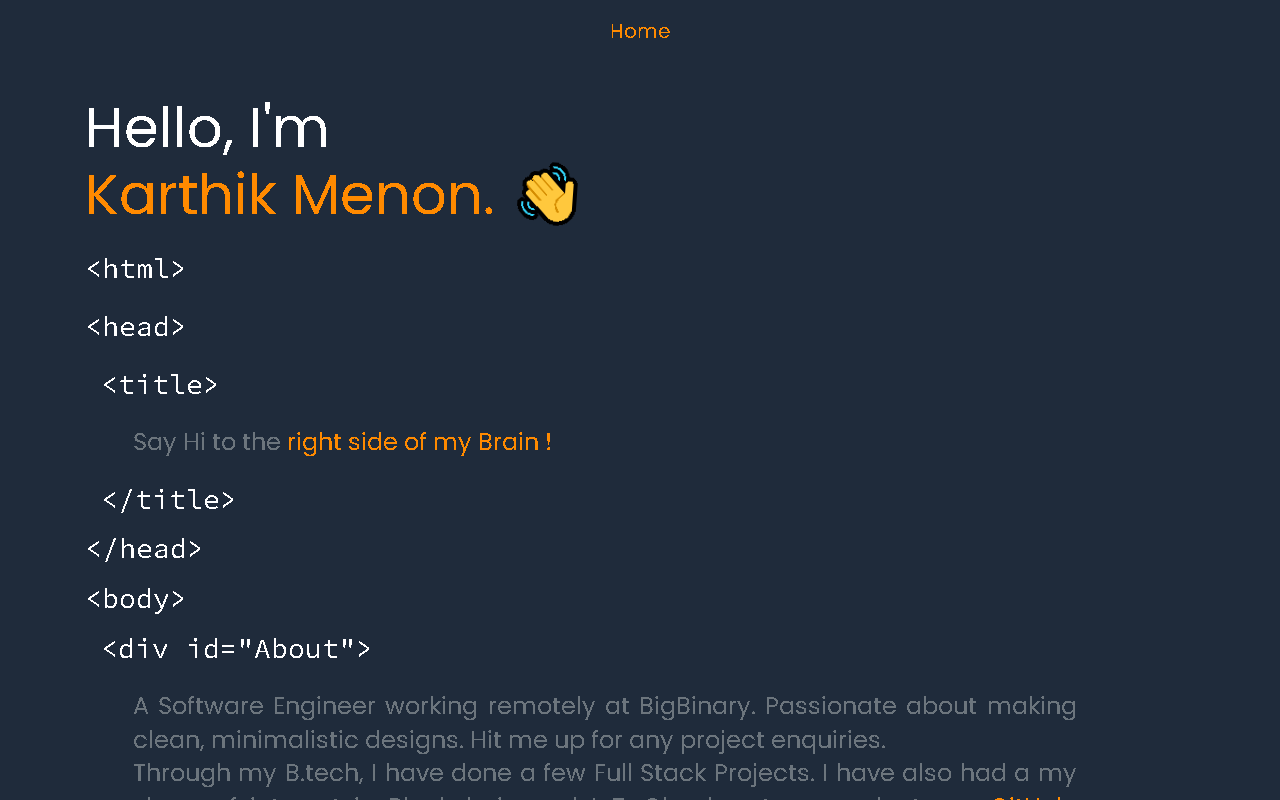 Home
Hello, I'm
Karthik Menon.
<html>
<head>
<title>
Say Hi to the right side of my Brain !
</title>
</head>
<body>
<div id="About">
A Software Engineer working remotely at BigBinary. Passionate about making
clean, minimalistic designs. Hit me up for any project enquiries.
Through my B.tech, I have done a few Full Stack Projects. I have also had a my